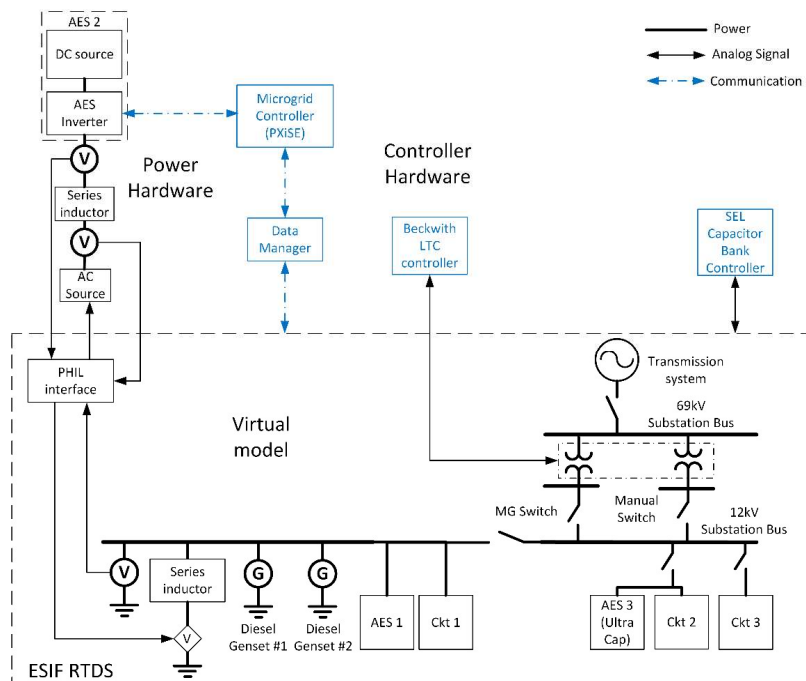 AES 2
DC source
AES
Inverter
V
Series
inductor
V
AC
Source
Power
Hardware
Microgrid
Controller
(PXiSE)
Data
Manager
Controller
Hardware
Beckwith
LTC
controller
SEL
Capacitor
Bank
Controller
Power
Analog Signal
Communication
PHIL
interface
Virtual
model
Transmission
system
69kV
Substation Bus
MG Switch
Manual
Switch
12kV
Substation Bus
V
Series
inductor
V
G
Diesel
Genset #1
G
Diesel
Genset #2
AES 1
Ckt 1
AES 3
(Ultra
Cap)
Ckt 2
Ckt 3
ESIF RTDS